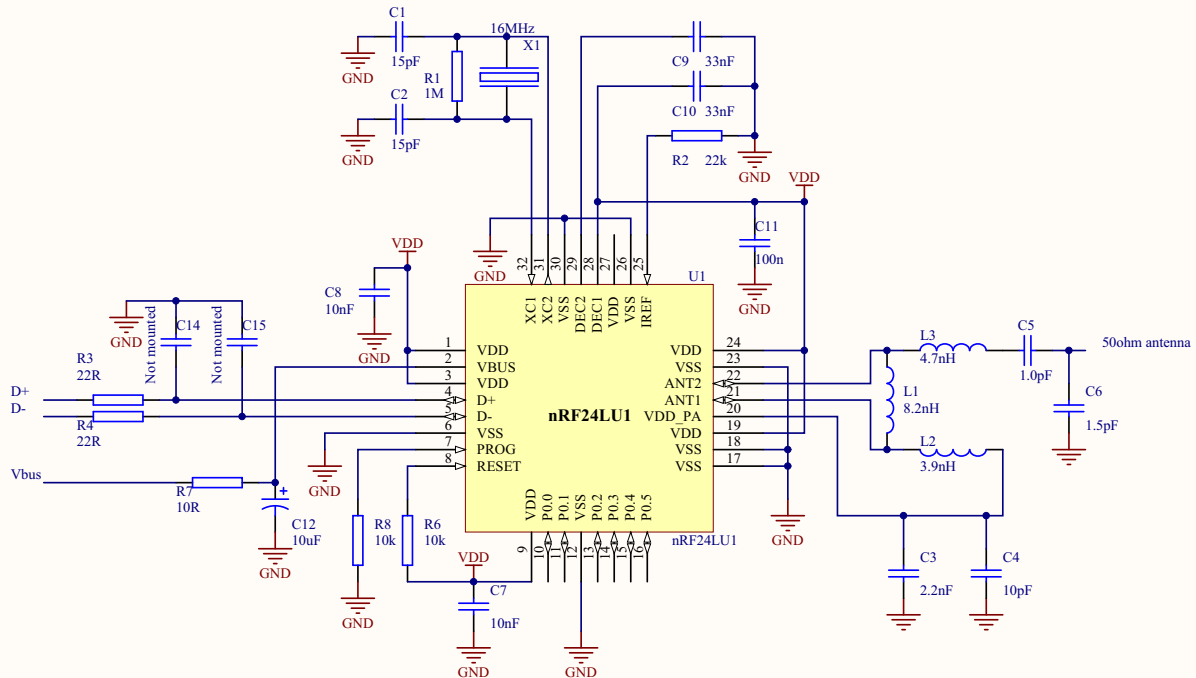 C1
15pF
GND
C2
15pF
GND
R1
1M
16MHz
X1
C9
33nF
C10
33nF
R2
22k
GND
VDD
C11
100n
GND
GND
VDD
C8
10nF
GND
U1
32
31
30
29
28
27
26
25
XC1
XC2
VSS
DEC2
DEC1
VDD
VSS
IREF
GND
Not mounted
C14
Not mounted
C15
R3
22R
D+
D-
R4
22R
Vbus
R7
10R
C12
10uF
GND
GND
1
VDD
2
VBUS
3
VDD
4
D+
5
D-
6
VSS
7
PROG
8
RESET
nRF24LU1
24
VDD
23
VSS
22
ANT2
21
ANT1
20
VDD_PA
19
VDD
18
VSS
17
VSS
VDD
P0.0
P0.1
VSS
P0.2
P0.3
P0.4
P0.5
9
10
11
12
13
14
15
16
nRF24LU1
R8
10k
R6
10k
GND
VDD
C7
10nF
GND
GND
GND
L3
4.7nH
C5
1.0pF
50ohm antenna
L1
8.2nH
C6
1.5pF
L2
3.9nH
C3
2.2nF
C4
10pF